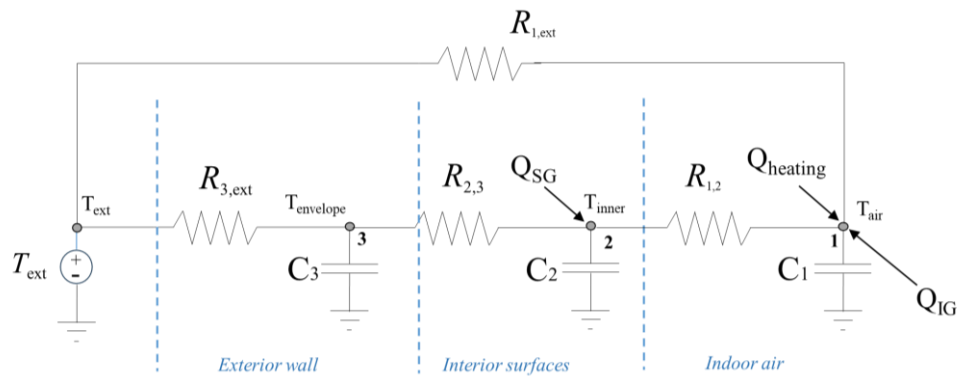 R1,ext
R3,ext
R2,3
QSG
R1,2
Qheating
Text
Tenvelope
Tinner
Tair
3
2
1
Text
+
-
C3
C2
C1
QIG
Exterior wall
Interior surfaces
Indoor air